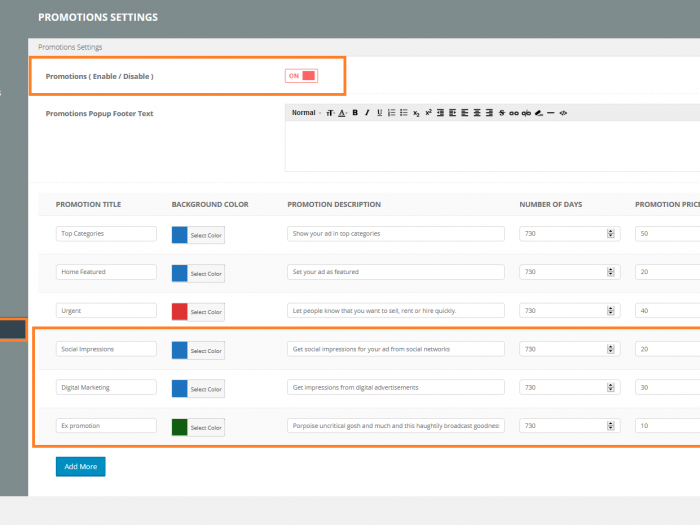 PROMOTIONS SETTINGS
Promotions Settings
Promotions ( Enable / Disable )
ON
Promotions Popup Footer Text
Normal
PROMOTION TITLE BACKGROUND COLOR PROMOTION DESCRIPTION NUMBER OF DAYS PROMOTION PRICE
Top Categories Select Color Show your ad in top categories 730 50
Home Featured Select Color Set your ad as featured 730 20
Urgent Select Color Let people know that you want to sell, rent or hire quickly. 730 40
Social Impressions Select Color Get social impressions for your ad from social networks 730 20
Digital Marketing Select Color Get impressions from digital advertisements 730 30
Ex promotion Select Color Porpoise uncritical gosh and much and this haughtily broadcast goodness 730 10
Add More